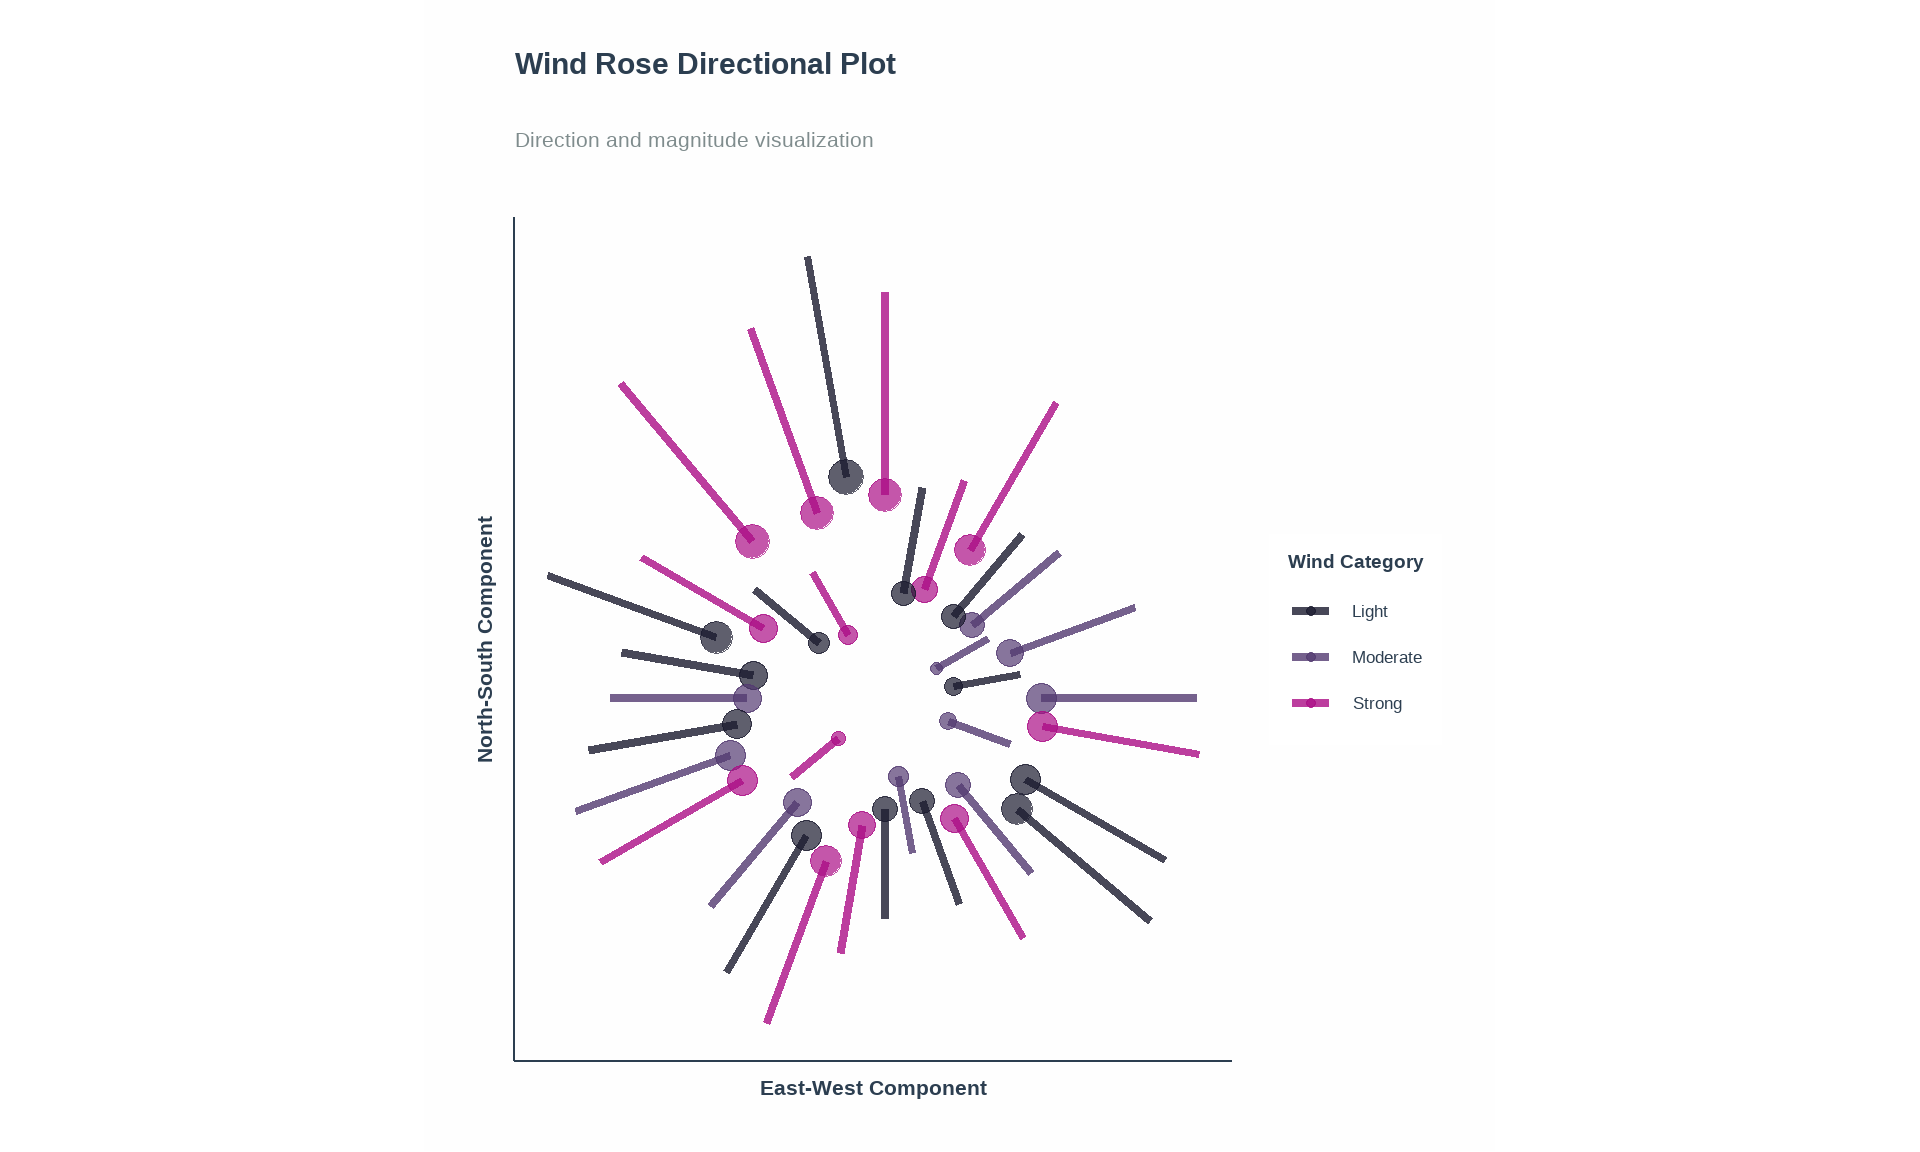 Wind Rose Directional Plot
Direction and magnitude visualization
North-South Component
East-West Component
Wind Category
Light
Moderate
Strong